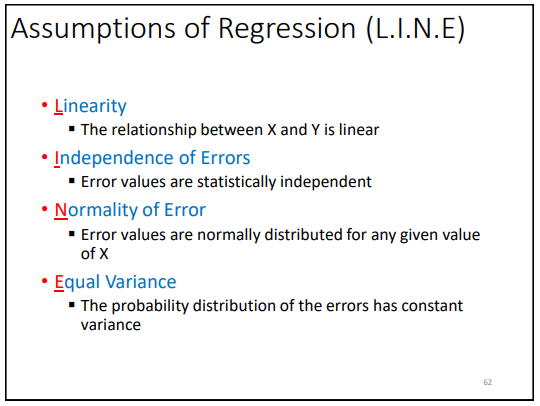 Assumptions of Regression (L.I.N.E)
• Linearity
▪ The relationship between X and Y is linear
• Independence of Errors
▪ Error values are statistically independent
• Normality of Error
▪ Error values are normally distributed for any given value
of X
• Equal Variance
▪ The probability distribution of the errors has constant
variance
62